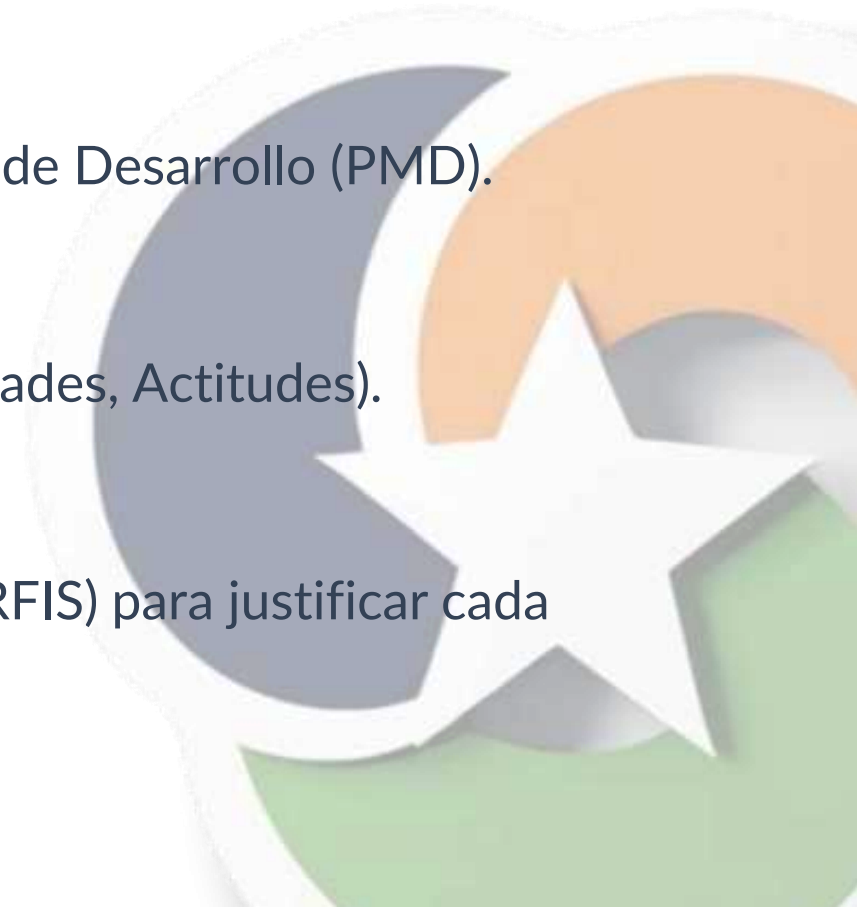 de Desarrollo (PMD).
ades, Actitudes).
RFIS) para justificar cada